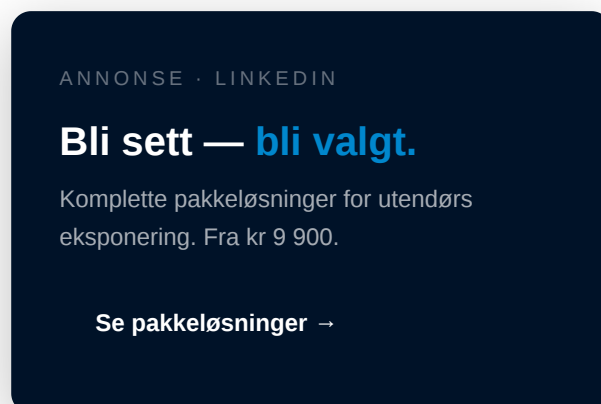 ANNONSE · LINKEDIN
Bli sett — bli valgt.
Komplette pakkeløsninger for utendørs
eksponering. Fra kr 9 900.
Se pakkeløsninger →